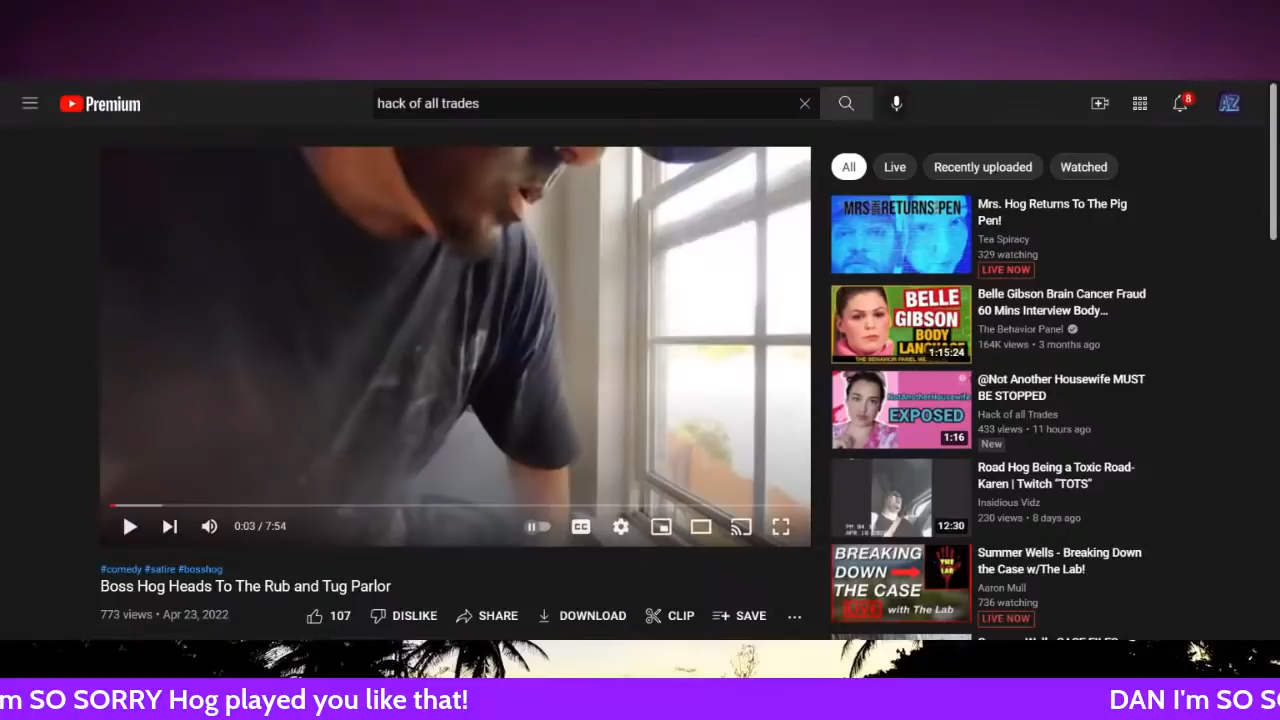 Premium
hack of all trades
8
AZ
All
Live
Recently uploaded
Watched
MRS HOG RETURNS PEN
Mrs. Hog Returns To The Pig
Pen!
Tea Spiracy
329 watching
LIVE NOW
BELLE
GIBSON
BODY
LANGUAGE
THE BEHAVIOR PANEL
1:15:24
Belle Gibson Brain Cancer Fraud
60 Mins Interview Body...
The Behavior Panel
164K views • 3 months ago
NotAnotherHousewife
EXPOSED
1:16
@Not Another Housewife MUST
BE STOPPED
Hack of all Trades
433 views • 11 hours ago
New
12:30
Road Hog Being a Toxic Road-
Karen | Twitch “TOTS”
Insidious Vidz
230 views • 8 days ago
BREAKING
DOWN
THE CASE
LIVE with The Lab
THE
LAB
Summer Wells - Breaking Down
the Case w/The Lab!
Aaron Mull
736 watching
LIVE NOW
0:03 / 7:54
CC
#comedy #satire #bosshog
Boss Hog Heads To The Rub and Tug Parlor
773 views • Apr 23, 2022
107
DISLIKE
SHARE
DOWNLOAD
CLIP
SAVE
m SO SORRY Hog played you like that!
DAN I'm SO SO